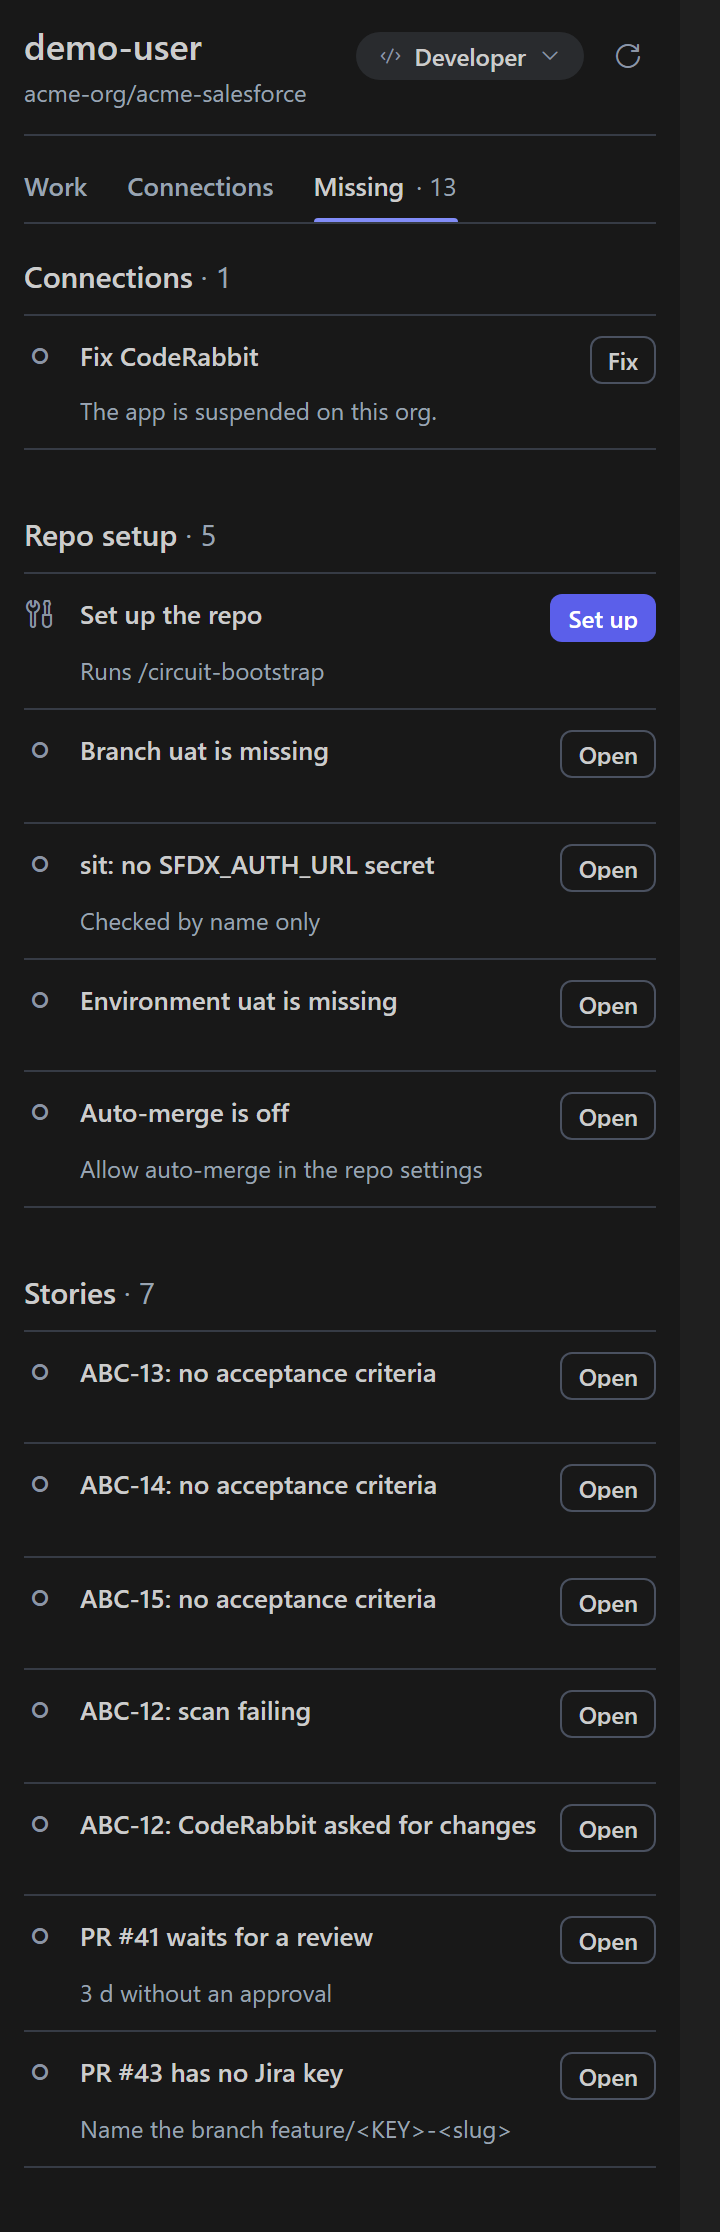 demo-user
</> Developer
acme-org/acme-salesforce
Work Connections Missing · 13
Connections · 1
Fix CodeRabbit
Fix
The app is suspended on this org.
Repo setup · 5
Set up the repo
Set up
Runs /circuit-bootstrap
Branch uat is missing
Open
sit: no SFDX_AUTH_URL secret
Open
Checked by name only
Environment uat is missing
Open
Auto-merge is off
Open
Allow auto-merge in the repo settings
Stories · 7
ABC-13: no acceptance criteria
Open
ABC-14: no acceptance criteria
Open
ABC-15: no acceptance criteria
Open
ABC-12: scan failing
Open
ABC-12: CodeRabbit asked for changes
Open
PR #41 waits for a review
Open
3 d without an approval
PR #43 has no Jira key
Open
Name the branch feature/<KEY>-<slug>